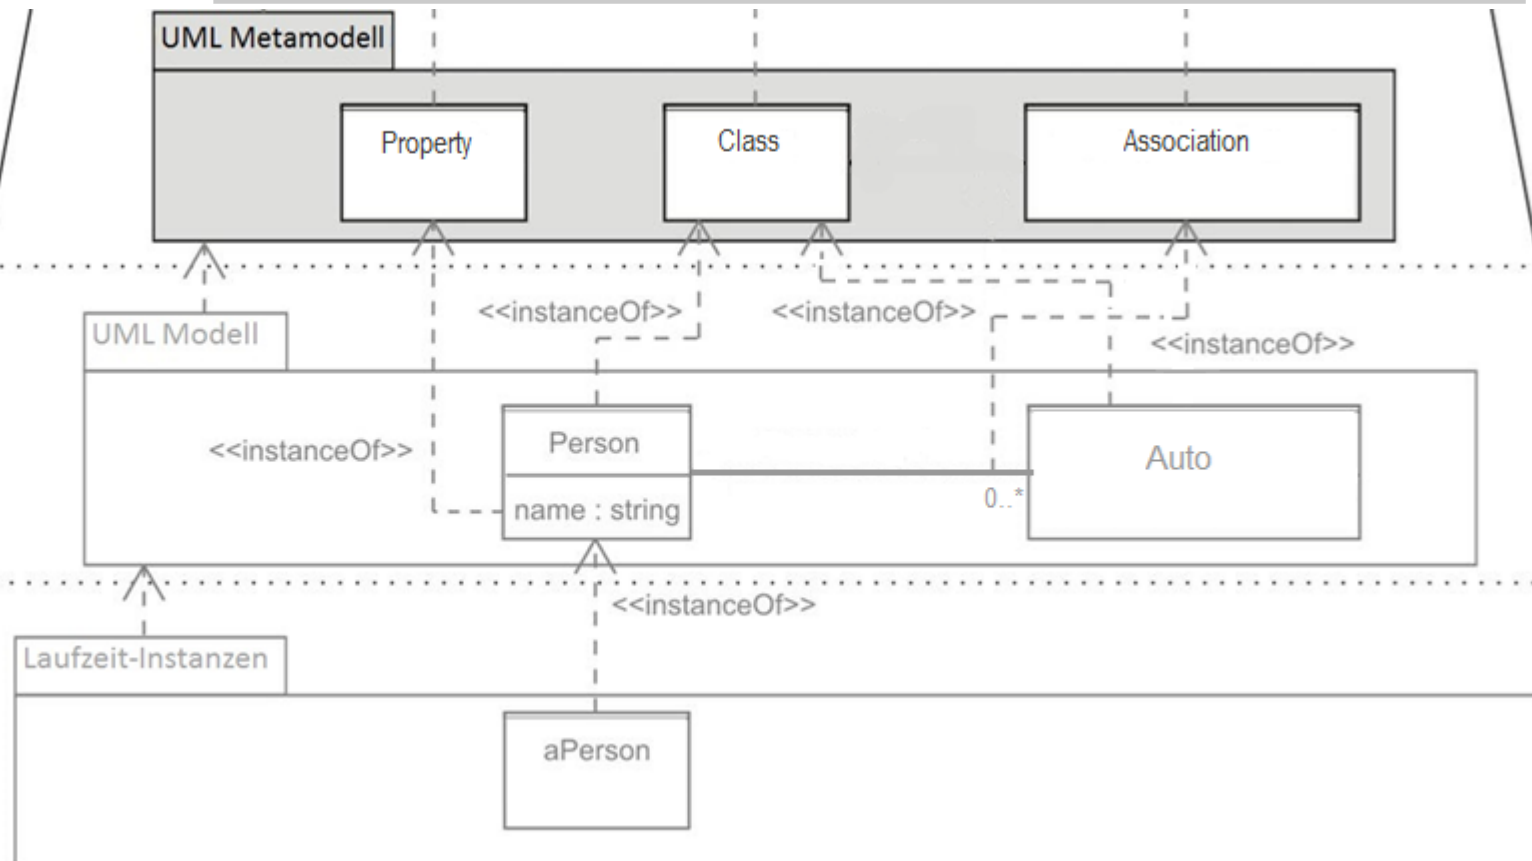 UML Metamodell
Property
Class
Association
<<instanceOf>>
<<instanceOf>>
<<instanceOf>>
UML Modell
<<instanceOf>>
Person
name : string
Auto
0..*
<<instanceOf>>
Laufzeit-Instanzen
aPerson